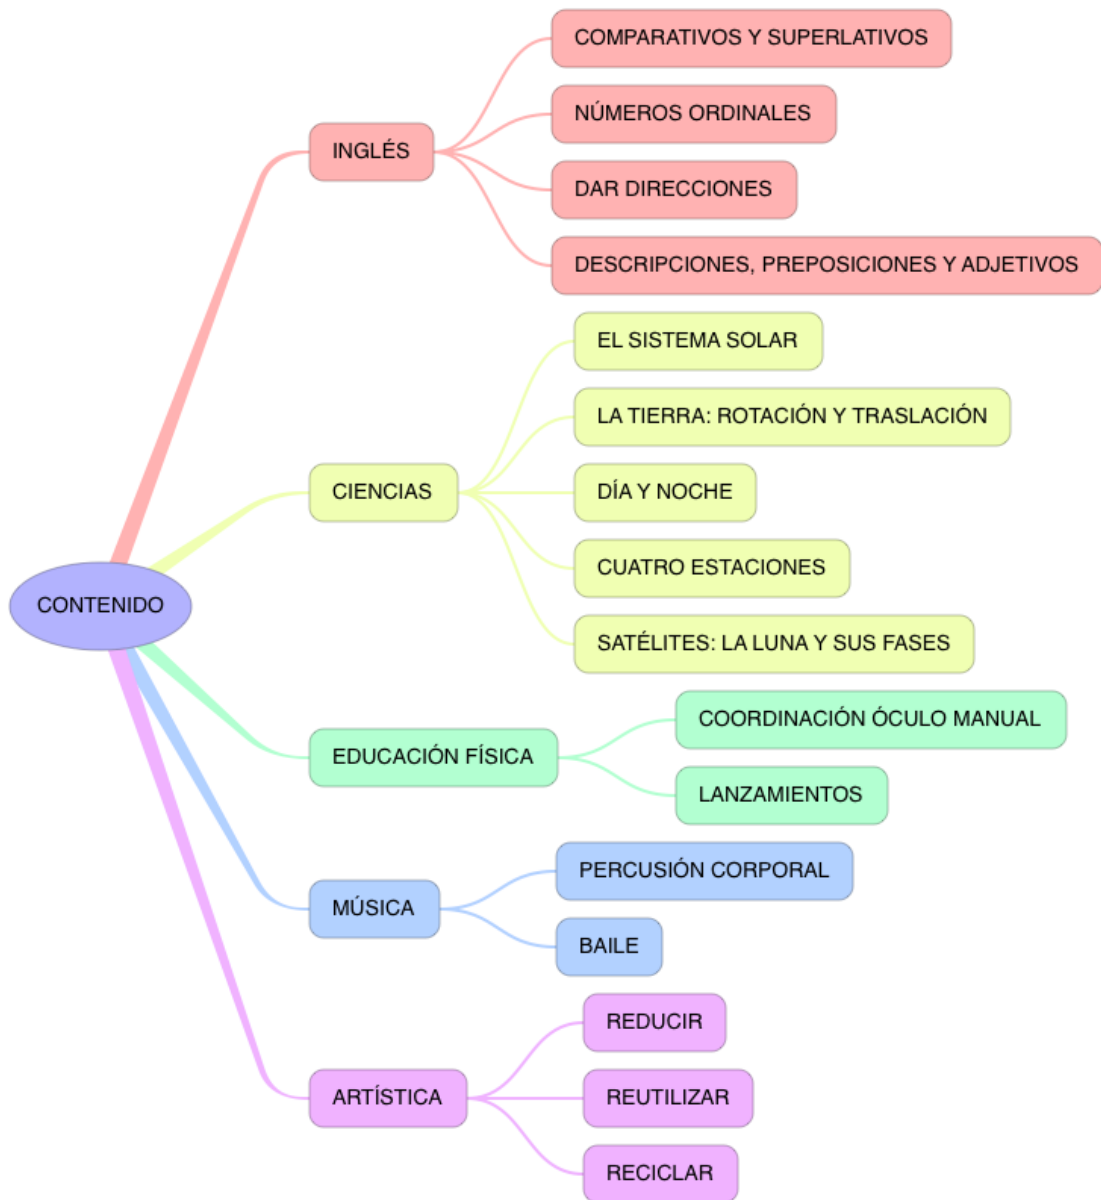 CONTENIDO
INGLÉS
COMPARATIVOS Y SUPERLATIVOS
NÚMEROS ORDINALES
DAR DIRECCIONES
DESCRIPCIONES, PREPOSICIONES Y ADJETIVOS
CIENCIAS
EL SISTEMA SOLAR
LA TIERRA: ROTACIÓN Y TRASLACIÓN
DÍA Y NOCHE
CUATRO ESTACIONES
SATÉLITES: LA LUNA Y SUS FASES
EDUCACIÓN FÍSICA
COORDINACIÓN ÓCULO MANUAL
LANZAMIENTOS
MÚSICA
PERCUSIÓN CORPORAL
BAILE
ARTÍSTICA
REDUCIR
REUTILIZAR
RECICLAR